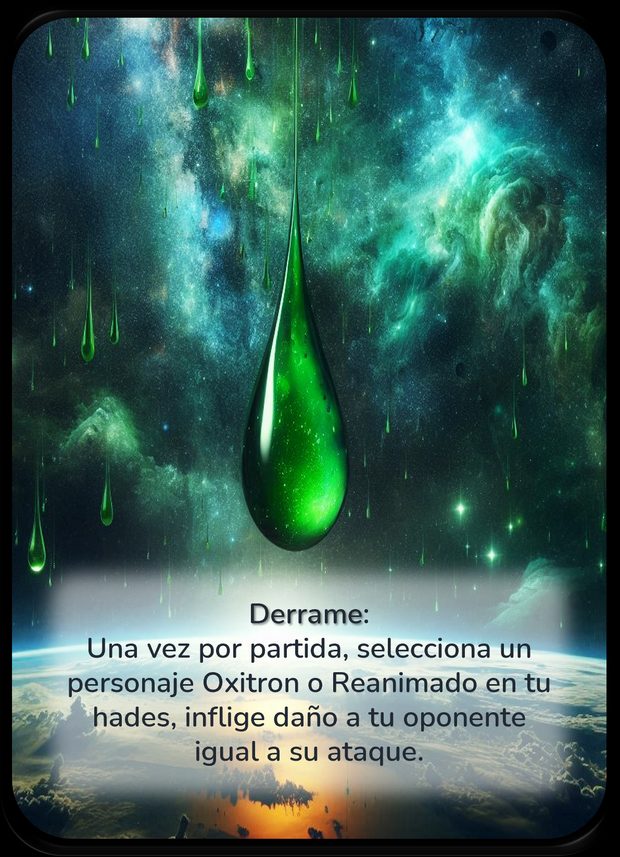 Derrame:
Una vez por partida, selecciona un
personaje Oxitron o Reanimado en tu
hades, inflige daño a tu oponente
igual a su ataque.